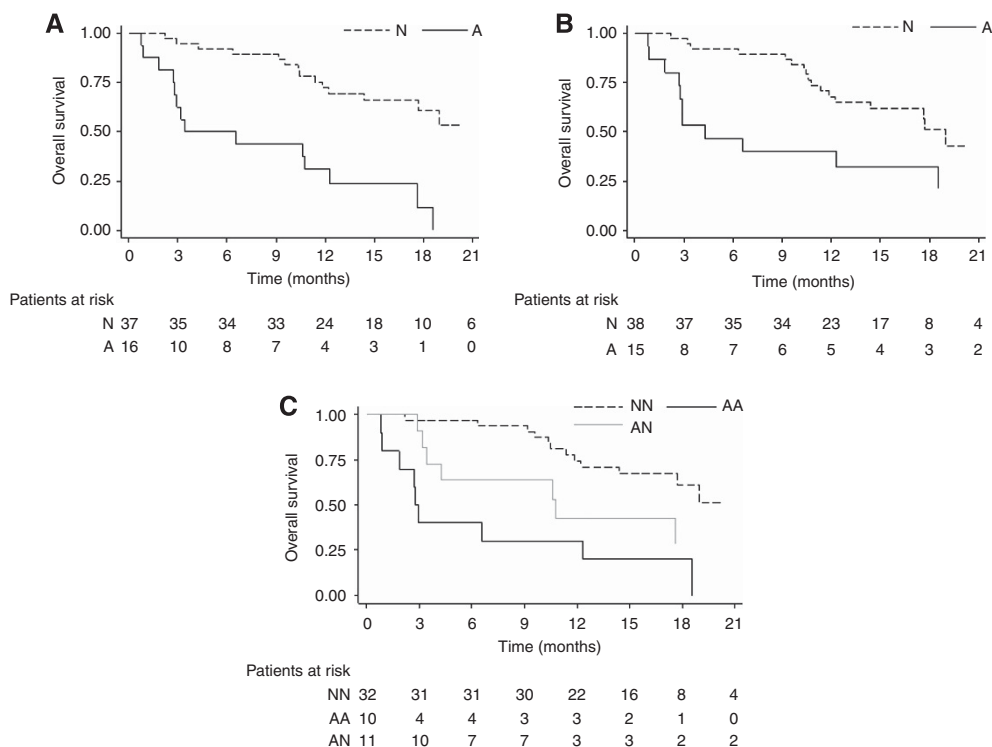 A
N A
1.00
0.75
0.50
0.25
0.00
Overall survival
0 3 6 9 12 15 18 21
Time (months)
Patients at risk
N 37 35 34 33 24 18 10 6
A 16 10 8 7 4 3 1 0
B
N A
1.00
0.75
0.50
0.25
0.00
Overall survival
0 3 6 9 12 15 18 21
Time (months)
Patients at risk
N 38 37 35 34 23 17 8 4
A 15 8 7 6 5 4 3 2
C
NN AA
AN
1.00
0.75
0.50
0.25
0.00
Overall survival
0 3 6 9 12 15 18 21
Time (months)
Patients at risk
NN 32 31 31 30 22 16 8 4
AA 10 4 4 3 3 2 1 0
AN 11 10 7 7 3 3 2 2